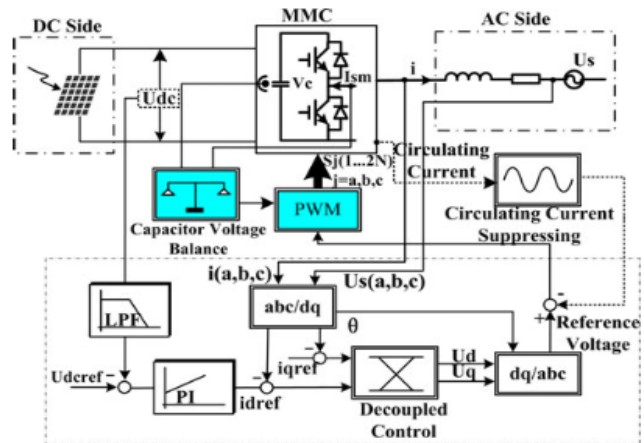 DC Side
MMC
AC Side
Udc
Vc
Ism
i
Us
Sj(1...2N)
j=a,b,c
Circulating
Current
PWM
Capacitor Voltage
Balance
Circulating Current
Suppressing
i(a,b,c)
Us(a,b,c)
LPF
abc/dq
θ
-
+
Reference
Voltage
iqref
-
Ud
Uq
dq/abc
Udcref
-
PI
-
idref
Decoupled
Control